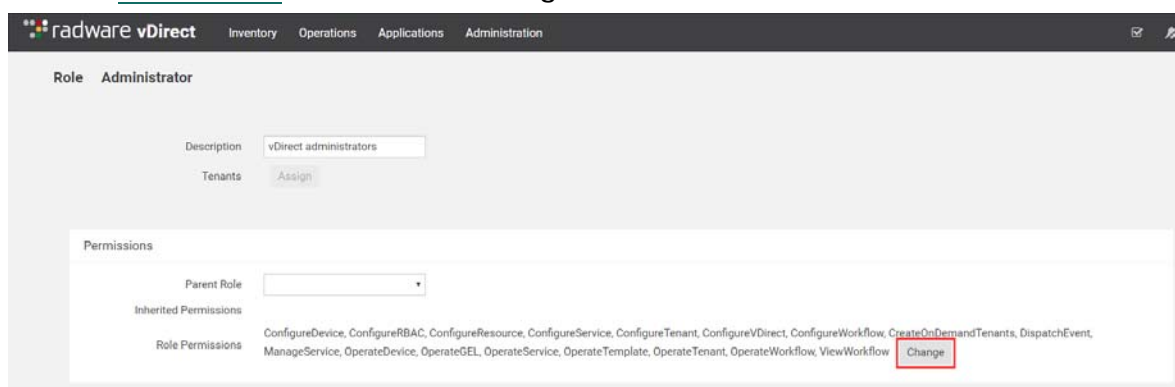 radware vDirect Inventory Operations Applications Administration
Role Administrator
Description vDirect administrators
Tenants Assign
Permissions
Parent Role
Inherited Permissions
Role Permissions ConfigureDevice, ConfigureRBAC, ConfigureResource, ConfigureService, ConfigureTenant, ConfigureVDirect, ConfigureWorkflow, CreateOnDemandTenants, DispatchEvent,
ManageService, OperateDevice, OperateGEL, OperateService, OperateTemplate, OperateTenant, OperateWorkflow, ViewWorkflow Change